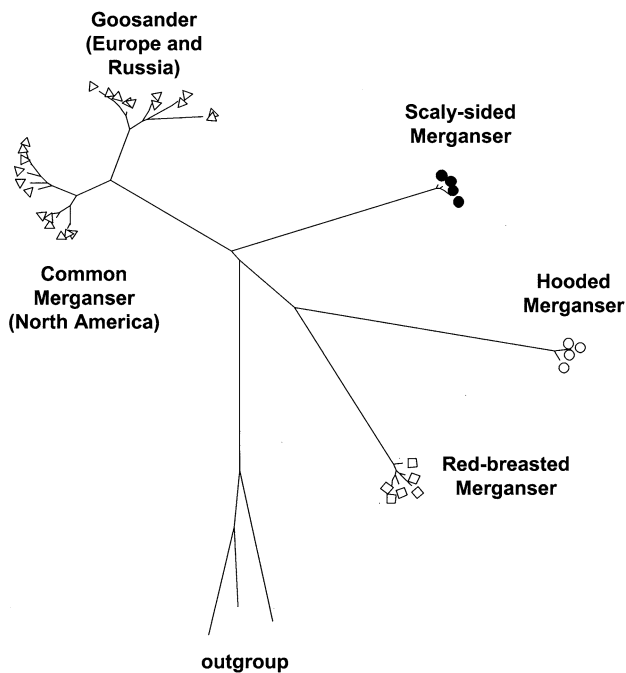 Goosander
(Europe and
Russia)
Scaly-sided
Merganser
Common
Merganser
(North America)
Hooded
Merganser
Red-breasted
Merganser
outgroup